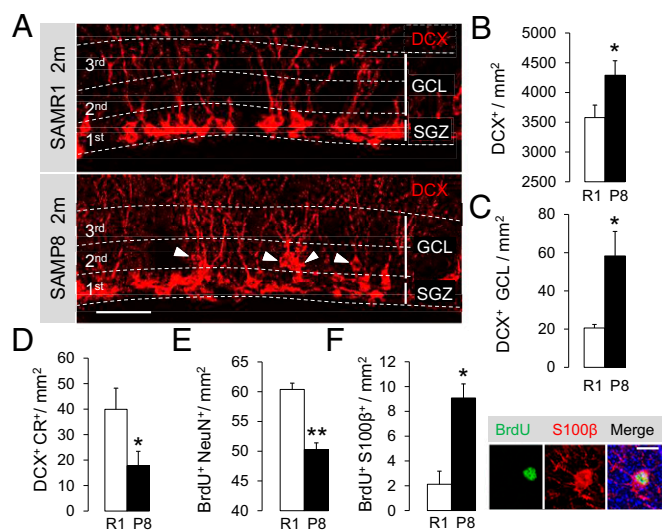 A
SAMR1 2m
DCX
3rd
2nd
1st
GCL
SGZ
SAMP8 2m
DCX
3rd
2nd
1st
GCL
SGZ
B
DCX+ / mm2
5000
4500
4000
3500
3000
2500
*
R1 P8
C
DCX+ GCL / mm2
80
60
40
20
0
*
R1 P8
D
DCX+ CR+/ mm2
60
50
40
30
20
10
0
*
R1 P8
E
BrdU+ NeuN+/ mm2
65
60
55
50
45
40
**
R1 P8
F
BrdU+ S100β+ / mm2
12
10
8
6
4
2
0
*
R1 P8
BrdU S100β Merge